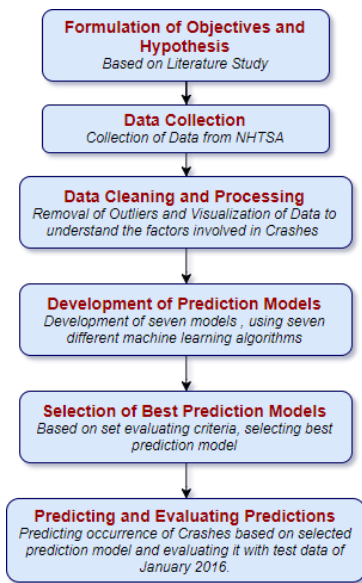 Formulation of Objectives and
Hypothesis
Based on Literature Study
Data Collection
Collection of Data from NHTSA
Data Cleaning and Processing
Removal of Outliers and Visualization of Data to
understand the factors involved in Crashes
Development of Prediction Models
Development of seven models , using seven
different machine learning algorithms
Selection of Best Prediction Models
Based on set evaluating criteria, selecting best
prediction model
Predicting and Evaluating Predictions
Predicting occurrence of Crashes based on selected
prediction model and evaluating it with test data of
January 2016.